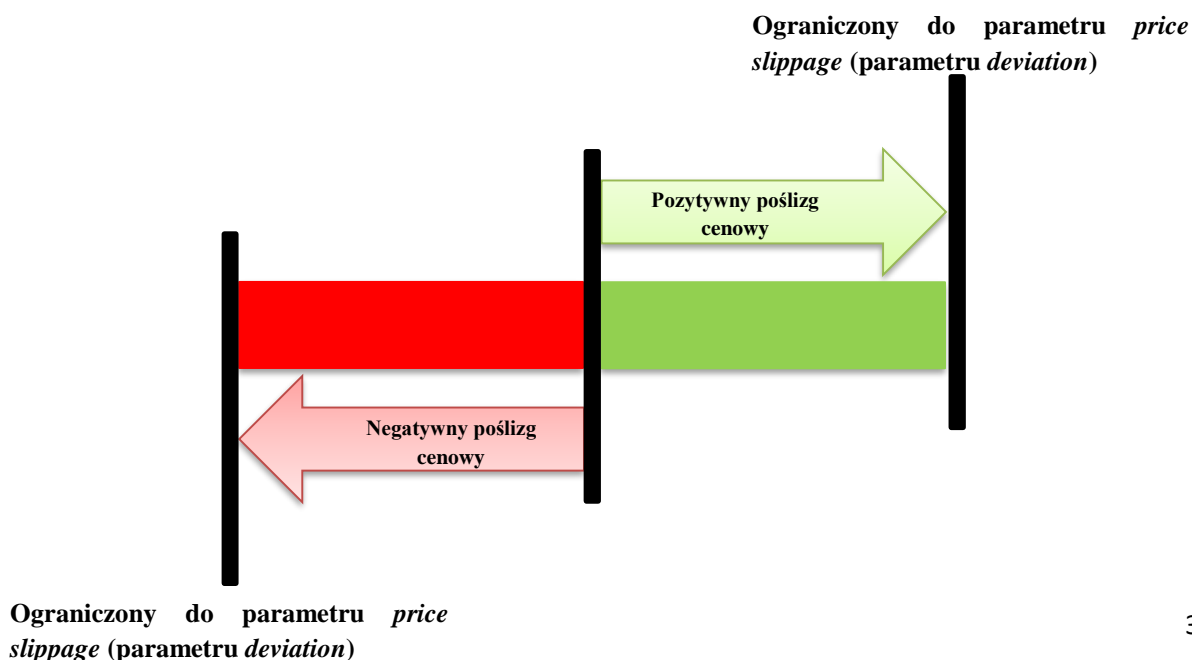 Ograniczony do parametru price
slippage (parametru deviation)
Pozytywny poślizg
cenowy
Negatywny poślizg
cenowy
Ograniczony do parametru price
slippage (parametru deviation)
3